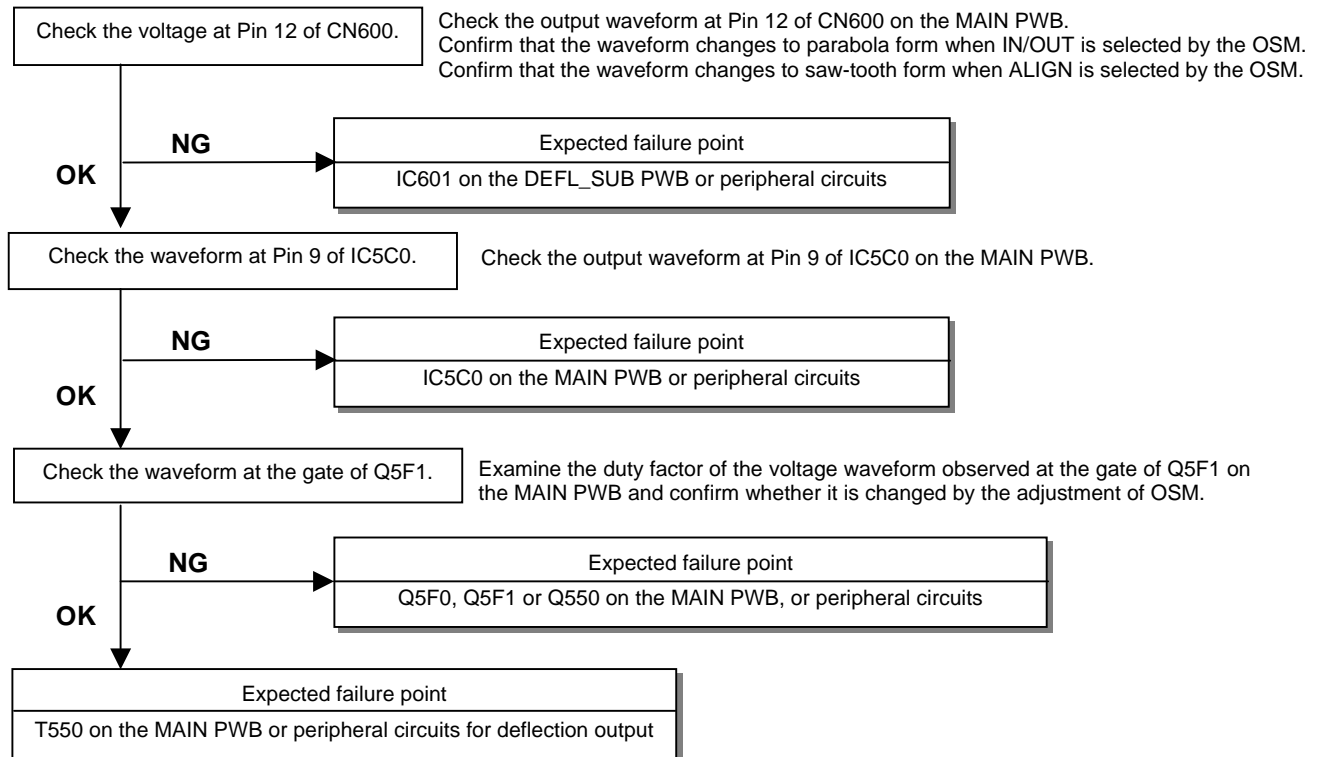 Check the voltage at Pin 12 of CN600.
Check the output waveform at Pin 12 of CN600 on the MAIN PWB.
Confirm that the waveform changes to parabola form when IN/OUT is selected by the OSM.
Confirm that the waveform changes to saw-tooth form when ALIGN is selected by the OSM.
NG
Expected failure point
IC601 on the DEFL_SUB PWB or peripheral circuits
OK
Check the waveform at Pin 9 of IC5C0.
Check the output waveform at Pin 9 of IC5C0 on the MAIN PWB.
NG
Expected failure point
IC5C0 on the MAIN PWB or peripheral circuits
OK
Check the waveform at the gate of Q5F1.
Examine the duty factor of the voltage waveform observed at the gate of Q5F1 on
the MAIN PWB and confirm whether it is changed by the adjustment of OSM.
NG
Expected failure point
Q5F0, Q5F1 or Q550 on the MAIN PWB, or peripheral circuits
OK
Expected failure point
T550 on the MAIN PWB or peripheral circuits for deflection output